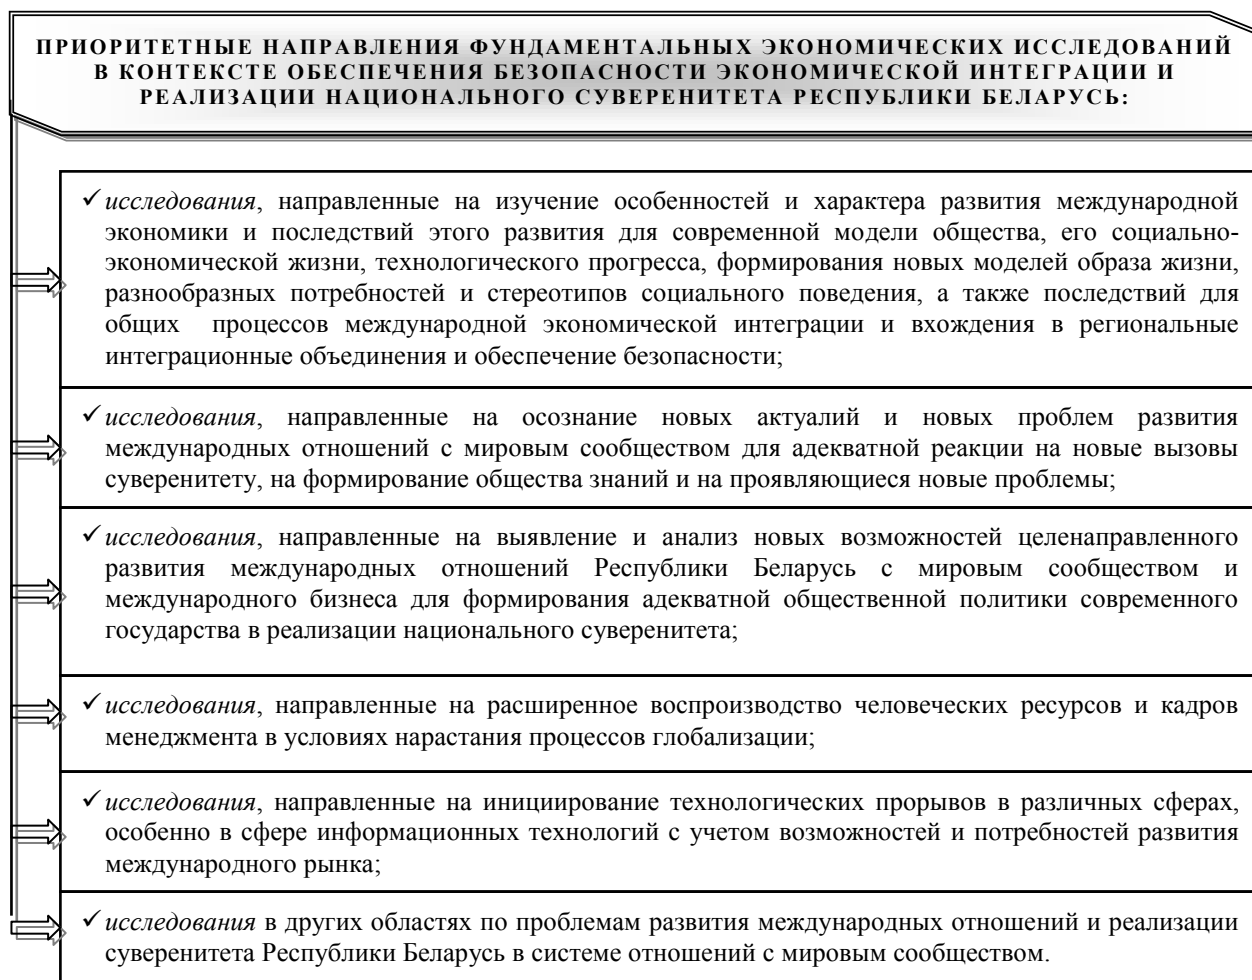 ПРИОРИТЕТНЫЕ НАПРАВЛЕНИЯ ФУНДАМЕНТАЛЬНЫХ ЭКОНОМИЧЕСКИХ ИССЛЕДОВАНИЙ
В КОНТЕКСТЕ ОБЕСПЕЧЕНИЯ БЕЗОПАСНОСТИ ЭКОНОМИЧЕСКОЙ ИНТЕГРАЦИИ И
РЕАЛИЗАЦИИ НАЦИОНАЛЬНОГО СУВЕРЕНИТЕТА РЕСПУБЛИКИ БЕЛАРУСЬ:
✓ исследования, направленные на изучение особенностей и характера развития международной
экономики и последствий этого развития для современной модели общества, его социально-
экономической жизни, технологического прогресса, формирования новых моделей образа жизни,
разнообразных потребностей и стереотипов социального поведения, а также последствий для
общих процессов международной экономической интеграции и вхождения в региональные
интеграционные объединения и обеспечение безопасности;
✓ исследования, направленные на осознание новых актуалий и новых проблем развития
международных отношений с мировым сообществом для адекватной реакции на новые вызовы
суверенитету, на формирование общества знаний и на проявляющиеся новые проблемы;
✓ исследования, направленные на выявление и анализ новых возможностей целенаправленного
развития международных отношений Республики Беларусь с мировым сообществом и
международного бизнеса для формирования адекватной общественной политики современного
государства в реализации национального суверенитета;
✓ исследования, направленные на расширенное воспроизводство человеческих ресурсов и кадров
менеджмента в условиях нарастания процессов глобализации;
✓ исследования, направленные на инициирование технологических прорывов в различных сферах,
особенно в сфере информационных технологий с учетом возможностей и потребностей развития
международного рынка;
✓ исследования в других областях по проблемам развития международных отношений и реализации
суверенитета Республики Беларусь в системе отношений с мировым сообществом.